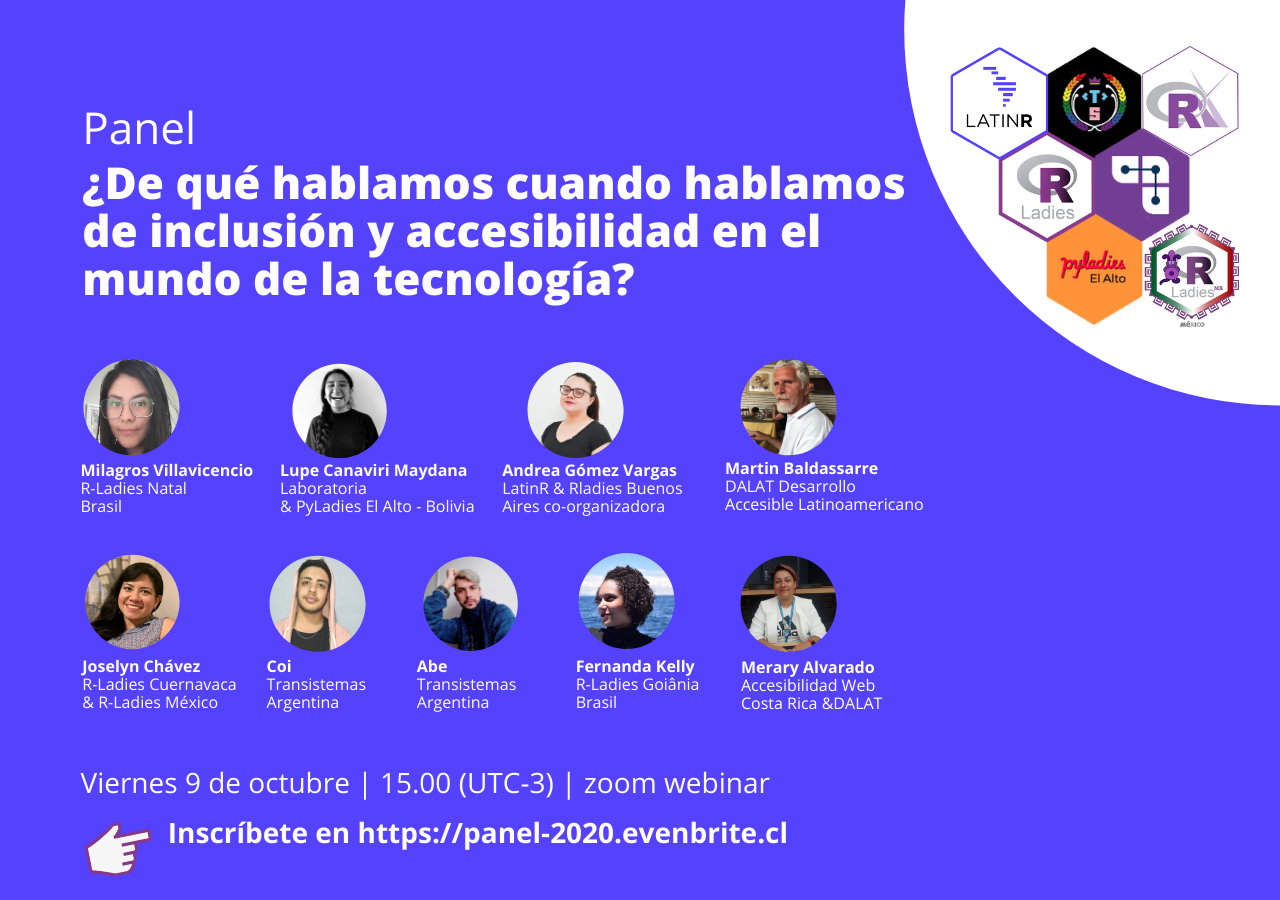 Panel
¿De qué hablamos cuando hablamos
de inclusión y accesibilidad en el
mundo de la tecnología?
LATINR
T
S
R
R
Ladies
pyladies
El Alto
R
Ladies MX
MéXICO
Milagros Villavicencio
R-Ladies Natal
Brasil
Lupe Canaviri Maydana
Laboratoria
& PyLadies El Alto - Bolivia
Andrea Gómez Vargas
LatinR & Rladies Buenos
Aires co-organizadora
Martin Baldassarre
DALAT Desarrollo
Accesible Latinoamericano
Joselyn Chávez
R-Ladies Cuernavaca
& R-Ladies México
Coi
Transistemas
Argentina
Abe
Transistemas
Argentina
Fernanda Kelly
R-Ladies Goiânia
Brasil
Merary Alvarado
Accesibilidad Web
Costa Rica &DALAT
Viernes 9 de octubre | 15.00 (UTC-3) | zoom webinar
Inscríbete en https://panel-2020.evenbrite.cl